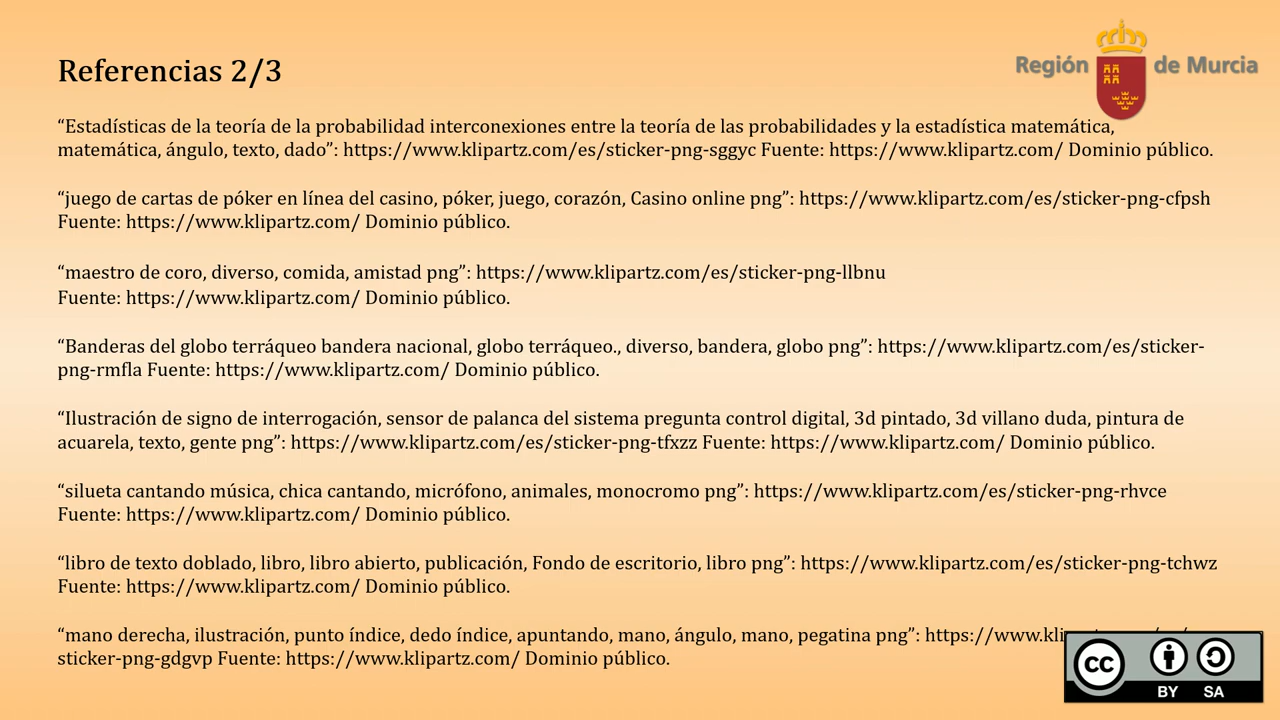 Referencias 2/3
Región de Murcia
“Estadísticas de la teoría de la probabilidad interconexiones entre la teoría de las probabilidades y la estadística matemática,
matemática, ángulo, texto, dado”: https://www.klipartz.com/es/sticker-png-sggyc Fuente: https://www.klipartz.com/ Dominio público.
“juego de cartas de póker en línea del casino, póker, juego, corazón, Casino online png”: https://www.klipartz.com/es/sticker-png-cfpsh
Fuente: https://www.klipartz.com/ Dominio público.
“maestro de coro, diverso, comida, amistad png”: https://www.klipartz.com/es/sticker-png-llbnu
Fuente: https://www.klipartz.com/ Dominio público.
“Banderas del globo terráqueo bandera nacional, globo terráqueo., diverso, bandera, globo png”: https://www.klipartz.com/es/sticker-
png-rmfla Fuente: https://www.klipartz.com/ Dominio público.
“Ilustración de signo de interrogación, sensor de palanca del sistema pregunta control digital, 3d pintado, 3d villano duda, pintura de
acuarela, texto, gente png”: https://www.klipartz.com/es/sticker-png-tfxzz Fuente: https://www.klipartz.com/ Dominio público.
“silueta cantando música, chica cantando, micrófono, animales, monocromo png”: https://www.klipartz.com/es/sticker-png-rhvce
Fuente: https://www.klipartz.com/ Dominio público.
“libro de texto doblado, libro, libro abierto, publicación, Fondo de escritorio, libro png”: https://www.klipartz.com/es/sticker-png-tchwz
Fuente: https://www.klipartz.com/ Dominio público.
“mano derecha, ilustración, punto índice, dedo índice, apuntando, mano, ángulo, mano, pegatina png”: https://www.kli
sticker-png-gdgvp Fuente: https://www.klipartz.com/ Dominio público.
cc
BY SA